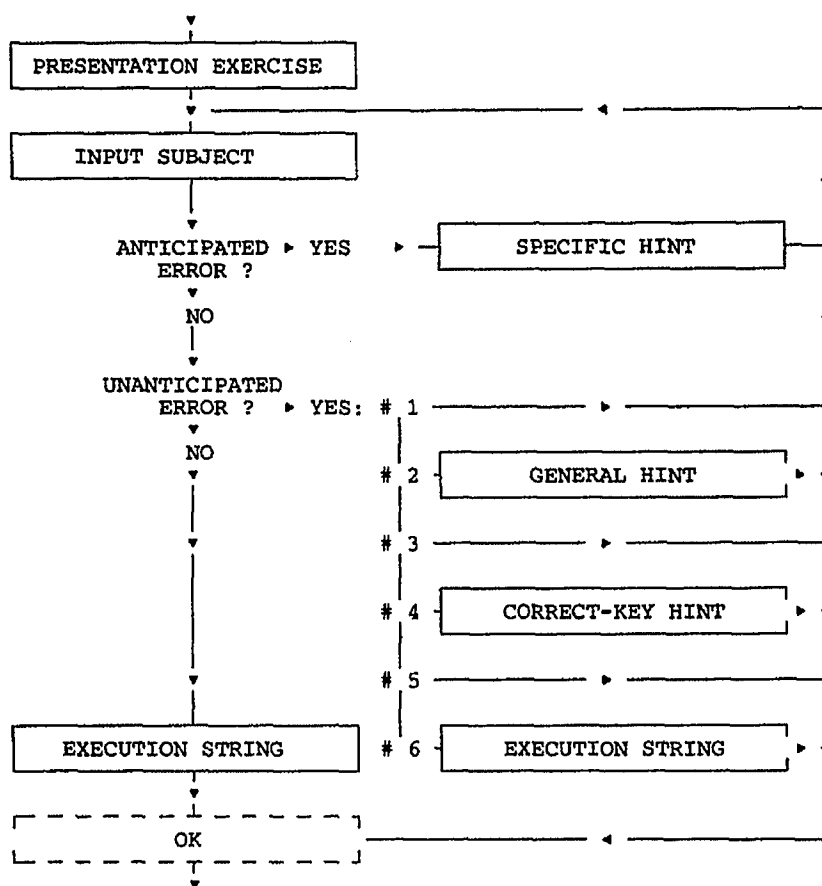 PRESENTATION EXERCISE
INPUT SUBJECT
ANTICIPATED YES SPECIFIC HINT
ERROR ?
NO
UNANTICIPATED
ERROR ? YES: # 1
NO
# 2 GENERAL HINT
# 3
# 4 CORRECT-KEY HINT
# 5
EXECUTION STRING # 6 EXECUTION STRING
OK